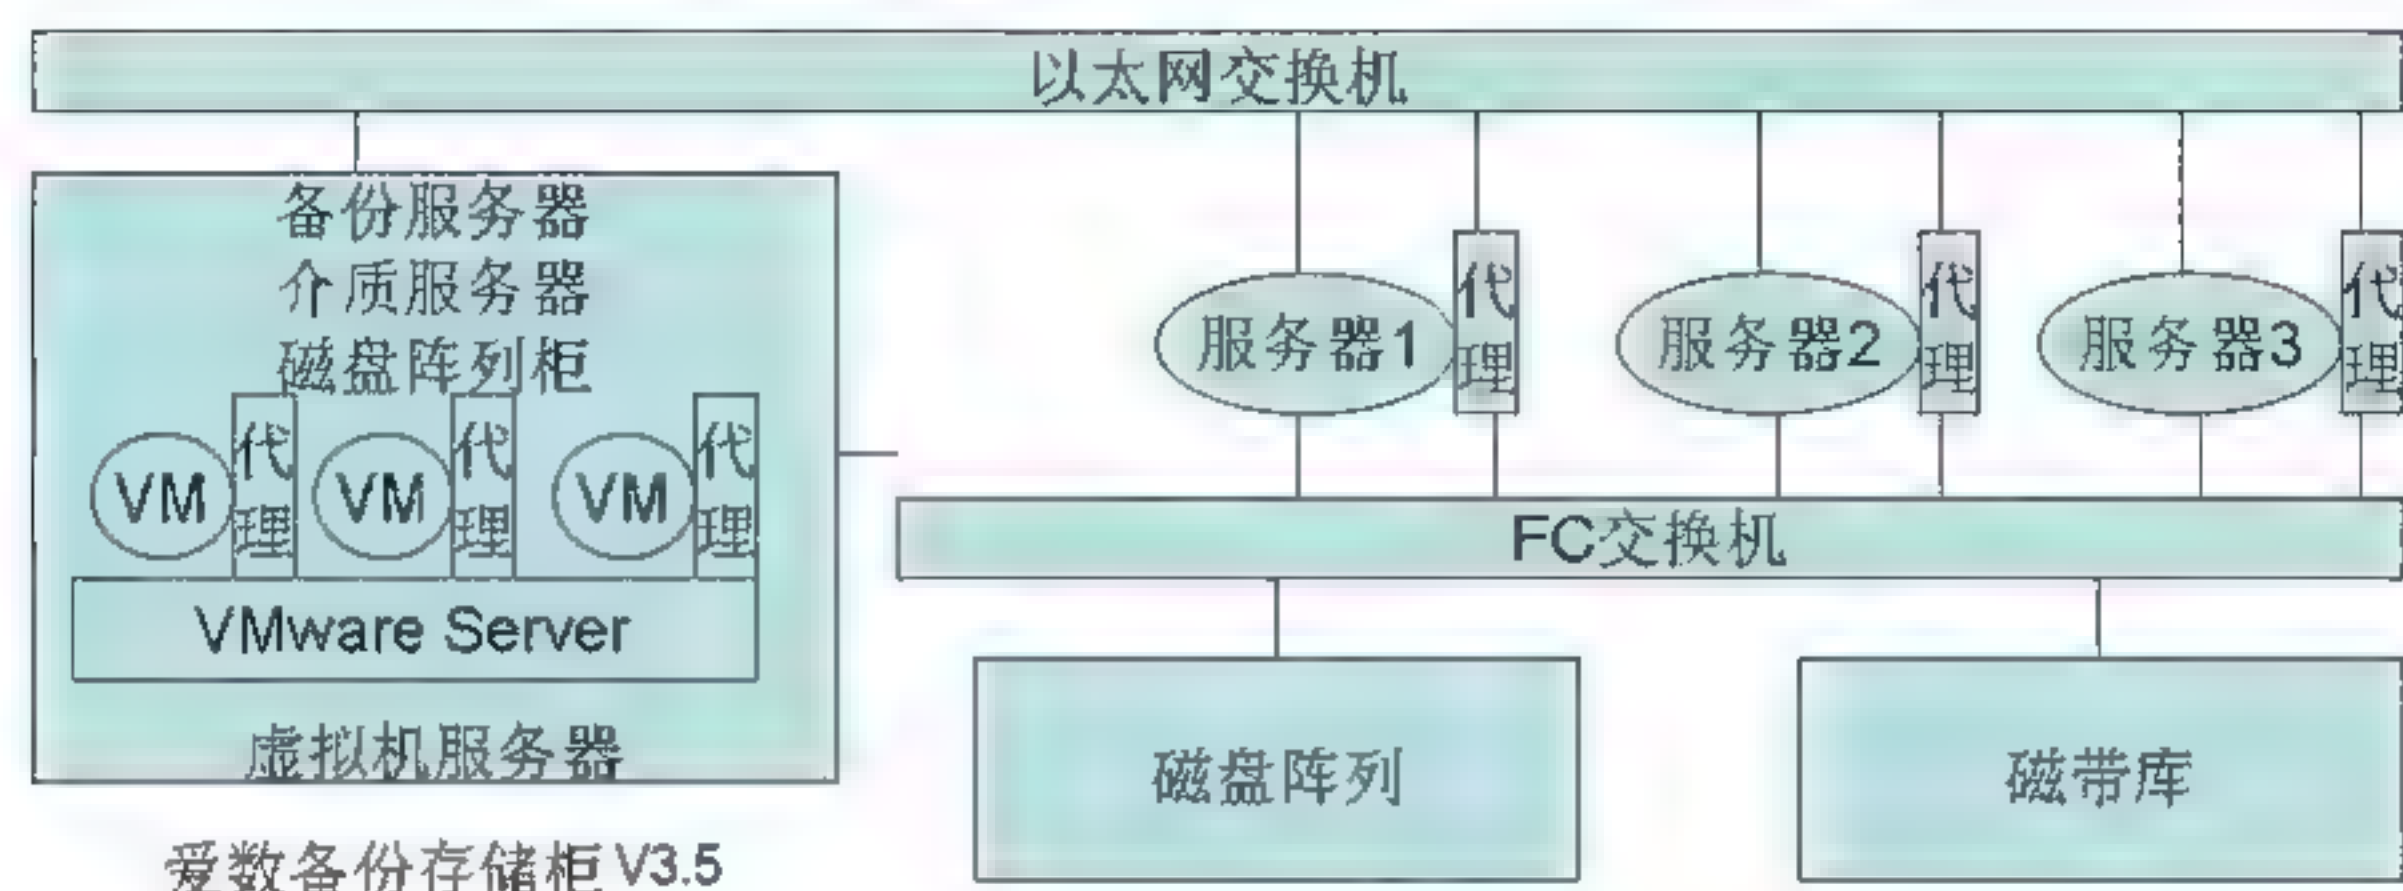 以太网交换机
备份服务器
介质服务器
磁盘阵列柜
VM 代理 VM 代理 VM 代理
VMware Server
虚拟机服务器
爱数备份存储柜 V3.5
服务器1 代理 服务器2 代理 服务器3 代理
FC交换机
磁盘阵列 磁带库